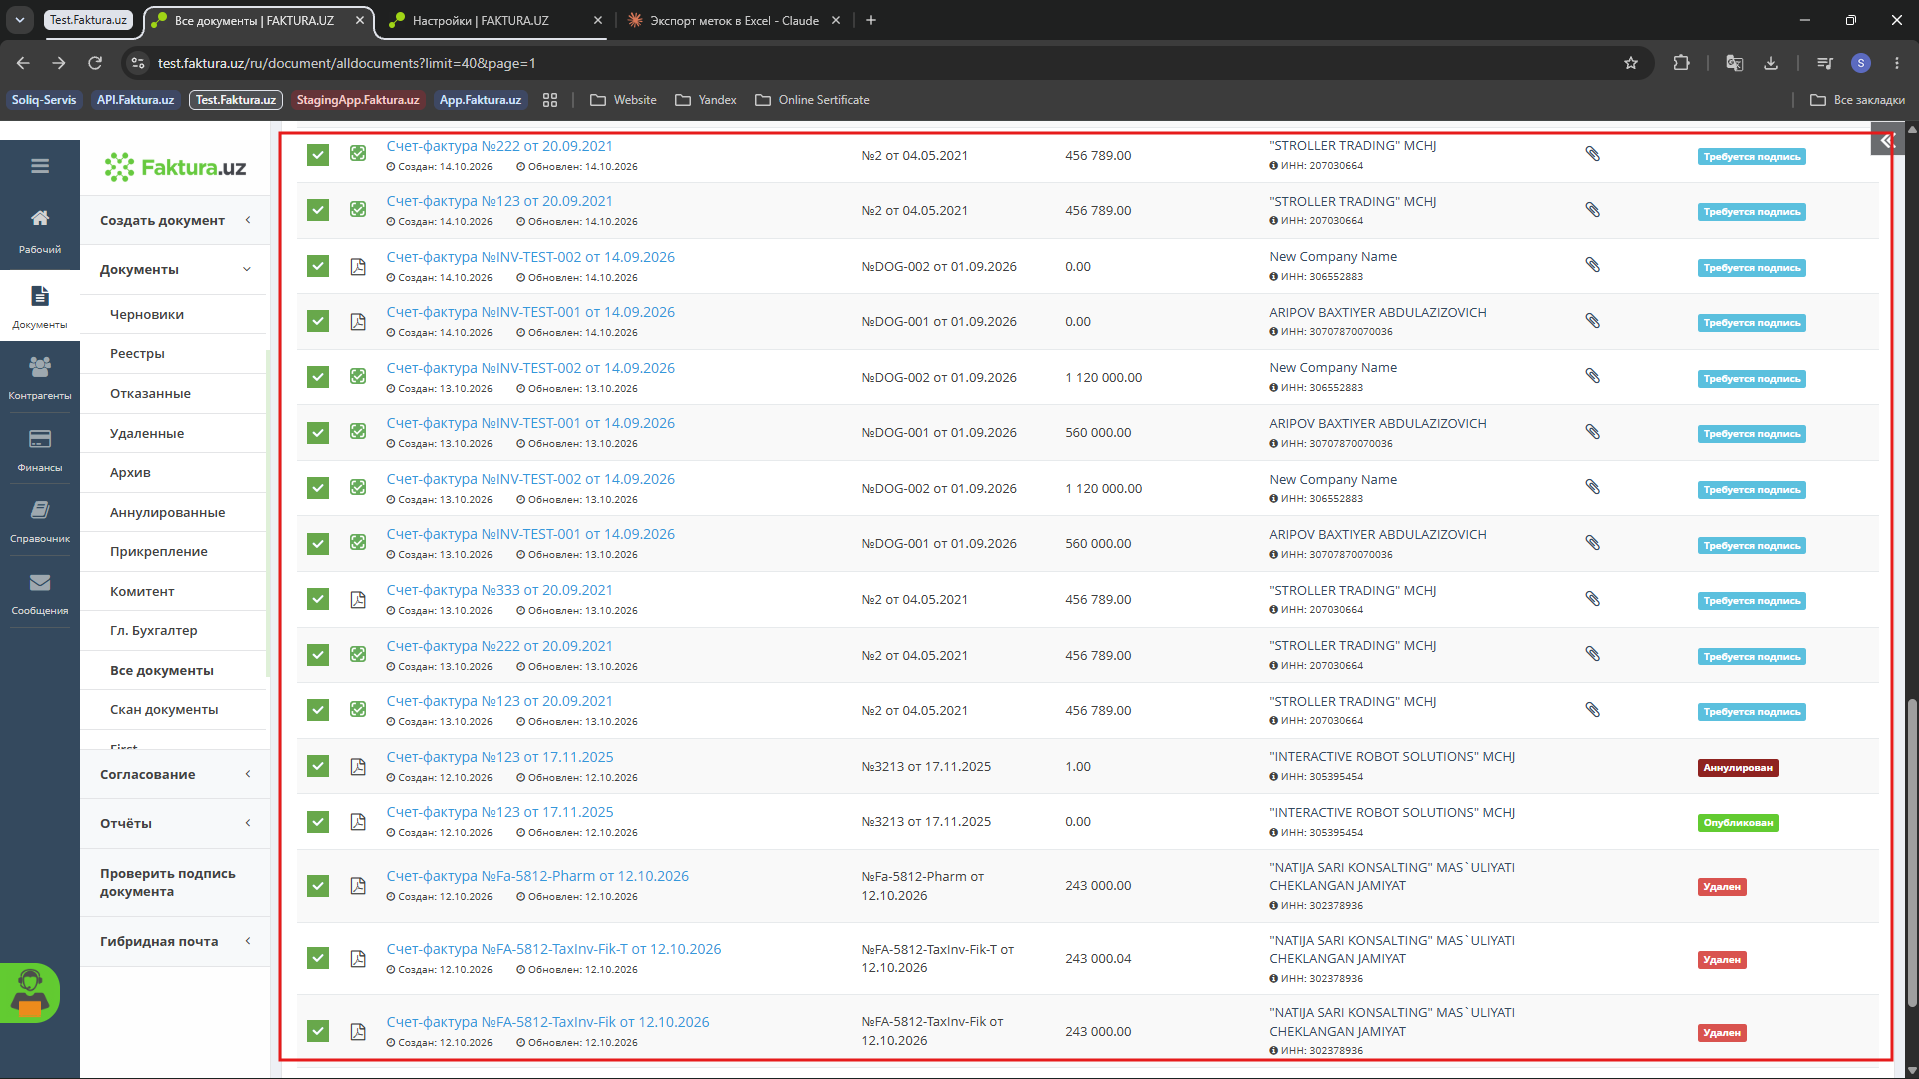 Test.Faktura.uz
Все документы | FAKTURA.UZ
Настройки | FAKTURA.UZ
Экспорт меток в Excel - Claude
test.faktura.uz/ru/document/alldocuments?limit=40&page=1
S
Soliq-Servis
API.Faktura.uz
Test.Faktura.uz
StagingApp.Faktura.uz
App.Faktura.uz
Website
Yandex
Online Sertificate
Все закладки
Рабочий
Документы
Контрагенты
Финансы
Справочник
Сообщения
Faktura.uz
Создать документ
Документы
Черновики
Реестры
Отказанные
Удаленные
Архив
Аннулированные
Прикрепление
Комитент
Гл. Бухгалтер
Все документы
Скан документы
First
Согласование
Отчёты
Проверить подпись
документа
Гибридная почта
Счет-фактура №222 от 20.09.2021
Создан: 14.10.2026 Обновлен: 14.10.2026
№2 от 04.05.2021
456 789.00
"STROLLER TRADING" MCHJ
ИНН: 207030664
Требуется подпись
Счет-фактура №123 от 20.09.2021
Создан: 14.10.2026 Обновлен: 14.10.2026
№2 от 04.05.2021
456 789.00
"STROLLER TRADING" MCHJ
ИНН: 207030664
Требуется подпись
Счет-фактура №INV-TEST-002 от 14.09.2026
Создан: 14.10.2026 Обновлен: 14.10.2026
№DOG-002 от 01.09.2026
0.00
New Company Name
ИНН: 306552883
Требуется подпись
Счет-фактура №INV-TEST-001 от 14.09.2026
Создан: 14.10.2026 Обновлен: 14.10.2026
№DOG-001 от 01.09.2026
0.00
ARIPOV BAXTIYER ABDULAZIZOVICH
ИНН: 30707870070036
Требуется подпись
Счет-фактура №INV-TEST-002 от 14.09.2026
Создан: 13.10.2026 Обновлен: 13.10.2026
№DOG-002 от 01.09.2026
1 120 000.00
New Company Name
ИНН: 306552883
Требуется подпись
Счет-фактура №INV-TEST-001 от 14.09.2026
Создан: 13.10.2026 Обновлен: 13.10.2026
№DOG-001 от 01.09.2026
560 000.00
ARIPOV BAXTIYER ABDULAZIZOVICH
ИНН: 30707870070036
Требуется подпись
Счет-фактура №INV-TEST-002 от 14.09.2026
Создан: 13.10.2026 Обновлен: 13.10.2026
№DOG-002 от 01.09.2026
1 120 000.00
New Company Name
ИНН: 306552883
Требуется подпись
Счет-фактура №INV-TEST-001 от 14.09.2026
Создан: 13.10.2026 Обновлен: 13.10.2026
№DOG-001 от 01.09.2026
560 000.00
ARIPOV BAXTIYER ABDULAZIZOVICH
ИНН: 30707870070036
Требуется подпись
Счет-фактура №333 от 20.09.2021
Создан: 13.10.2026 Обновлен: 13.10.2026
№2 от 04.05.2021
456 789.00
"STROLLER TRADING" MCHJ
ИНН: 207030664
Требуется подпись
Счет-фактура №222 от 20.09.2021
Создан: 13.10.2026 Обновлен: 13.10.2026
№2 от 04.05.2021
456 789.00
"STROLLER TRADING" MCHJ
ИНН: 207030664
Требуется подпись
Счет-фактура №123 от 20.09.2021
Создан: 13.10.2026 Обновлен: 13.10.2026
№2 от 04.05.2021
456 789.00
"STROLLER TRADING" MCHJ
ИНН: 207030664
Требуется подпись
Счет-фактура №123 от 17.11.2025
Создан: 12.10.2026 Обновлен: 12.10.2026
№3213 от 17.11.2025
1.00
"INTERACTIVE ROBOT SOLUTIONS" MCHJ
ИНН: 305395454
Аннулирован
Счет-фактура №123 от 17.11.2025
Создан: 12.10.2026 Обновлен: 12.10.2026
№3213 от 17.11.2025
0.00
"INTERACTIVE ROBOT SOLUTIONS" MCHJ
ИНН: 305395454
Опубликован
Счет-фактура №Fa-5812-Pharm от 12.10.2026
Создан: 12.10.2026 Обновлен: 12.10.2026
№Fa-5812-Pharm от
12.10.2026
243 000.00
"NATIJA SARI KONSALTING" MAS`ULIYATI
CHEKLANGAN JAMIYAT
ИНН: 302378936
Удален
Счет-фактура №FA-5812-TaxInv-Fik-T от 12.10.2026
Создан: 12.10.2026 Обновлен: 12.10.2026
№FA-5812-TaxInv-Fik-T от
12.10.2026
243 000.04
"NATIJA SARI KONSALTING" MAS`ULIYATI
CHEKLANGAN JAMIYAT
ИНН: 302378936
Удален
Счет-фактура №FA-5812-TaxInv-Fik от 12.10.2026
Создан: 12.10.2026 Обновлен: 12.10.2026
№FA-5812-TaxInv-Fik от
12.10.2026
243 000.00
"NATIJA SARI KONSALTING" MAS`ULIYATI
CHEKLANGAN JAMIYAT
ИНН: 302378936
Удален